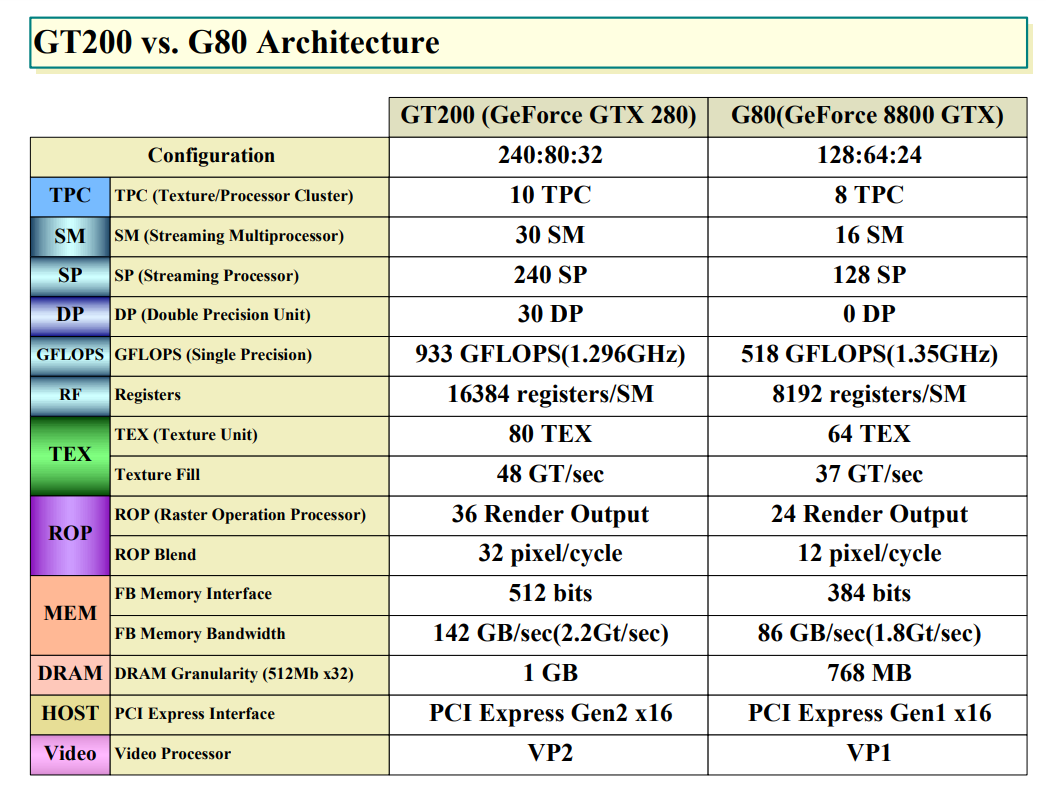 GT200 vs. G80 Architecture
GT200 (GeForce GTX 280) G80(GeForce 8800 GTX)
Configuration 240:80:32 128:64:24
TPC TPC (Texture/Processor Cluster) 10 TPC 8 TPC
SM SM (Streaming Multiprocessor) 30 SM 16 SM
SP SP (Streaming Processor) 240 SP 128 SP
DP DP (Double Precision Unit) 30 DP 0 DP
GFLOPS GFLOPS (Single Precision) 933 GFLOPS(1.296GHz) 518 GFLOPS(1.35GHz)
RF Registers 16384 registers/SM 8192 registers/SM
TEX TEX (Texture Unit) 80 TEX 64 TEX
Texture Fill 48 GT/sec 37 GT/sec
ROP ROP (Raster Operation Processor) 36 Render Output 24 Render Output
ROP Blend 32 pixel/cycle 12 pixel/cycle
MEM FB Memory Interface 512 bits 384 bits
FB Memory Bandwidth 142 GB/sec(2.2Gt/sec) 86 GB/sec(1.8Gt/sec)
DRAM DRAM Granularity (512Mb x32) 1 GB 768 MB
HOST PCI Express Interface PCI Express Gen2 x16 PCI Express Gen1 x16
Video Video Processor VP2 VP1